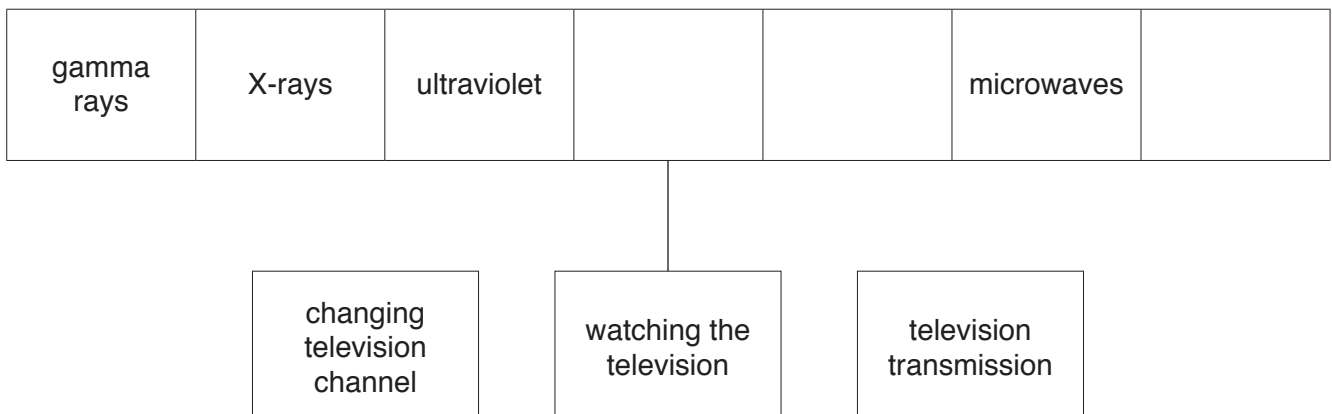 gamma
rays
X-rays
ultraviolet
microwaves
changing
television
channel
watching the
television
television
transmission